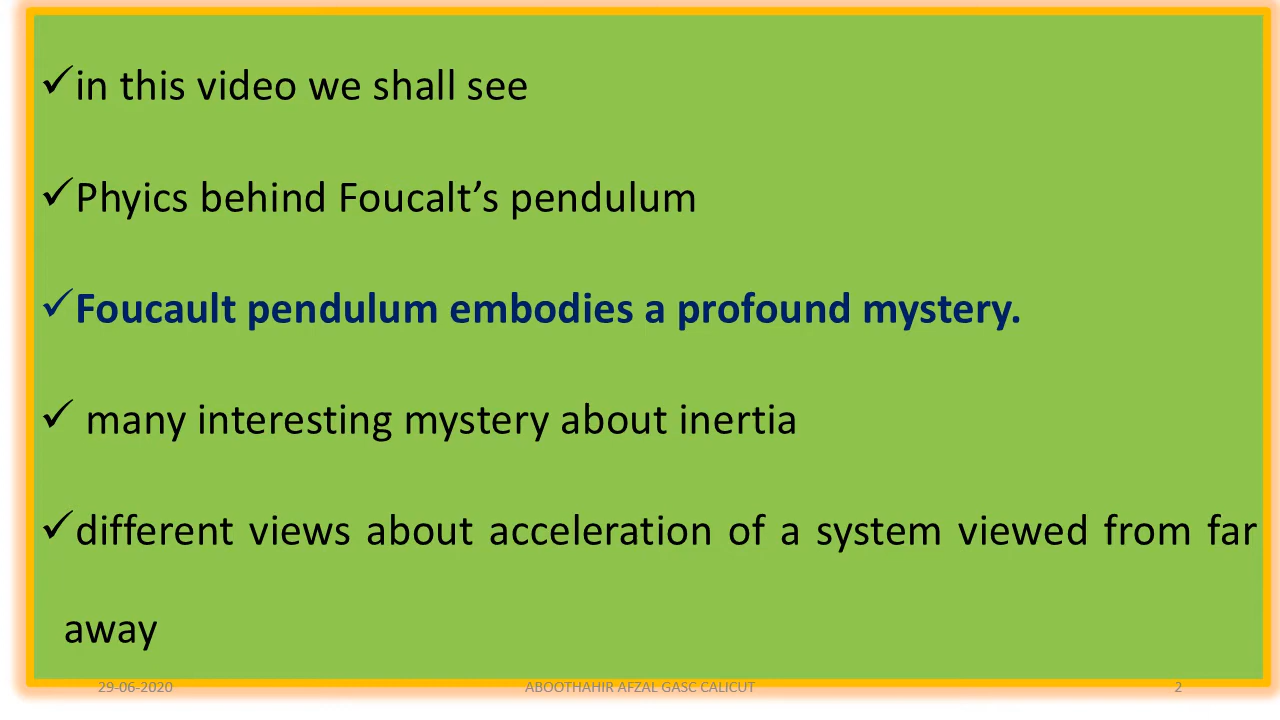 ✓in this video we shall see
✓Phyics behind Foucalt’s pendulum
✓Foucault pendulum embodies a profound mystery.
✓ many interesting mystery about inertia
✓different views about acceleration of a system viewed from far
away
29-06-2020 ABOOTHAHIR AFZAL GASC CALICUT 2